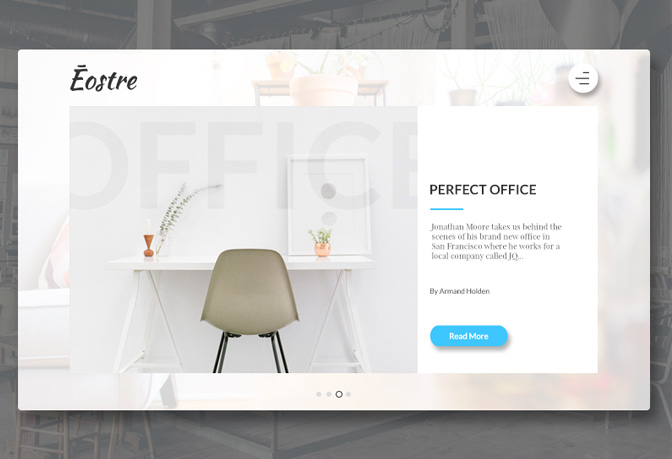 Ēostre
OFFICE
PERFECT OFFICE
Jonathan Moore takes us behind the
scenes of his brand new office in
San Francisco where he works for a
local company called JQ...
By Armand Holden
Read More